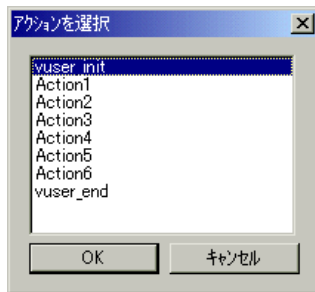 アクションを選択
vuser_init
Action1
Action2
Action3
Action4
Action5
Action6
vuser_end
OK
キャンセル